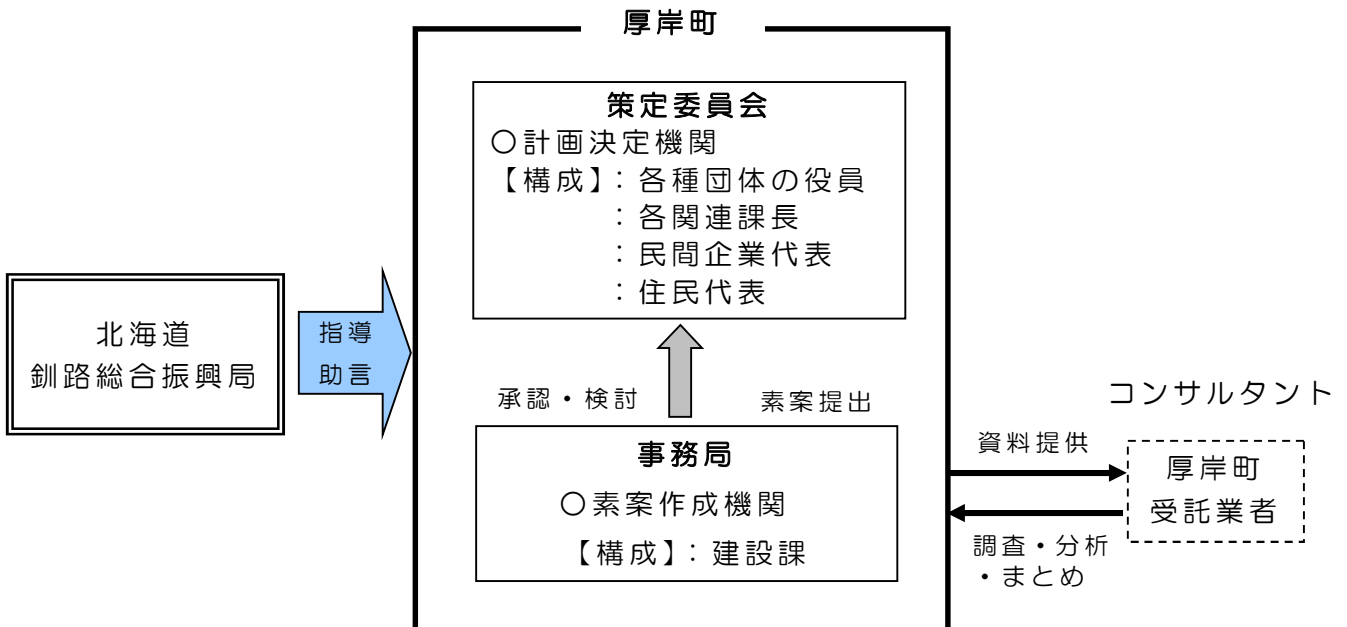 厚岸町
策定委員会
〇計画決定機関
【構成】：各種団体の役員
：各関連課長
：民間企業代表
：住民代表
北海道
釧路総合振興局
指導
助言
承認・検討
素案提出
事務局
〇素案作成機関
【構成】：建設課
コンサルタント
資料提供
厚岸町
受託業者
調査・分析
・まとめ